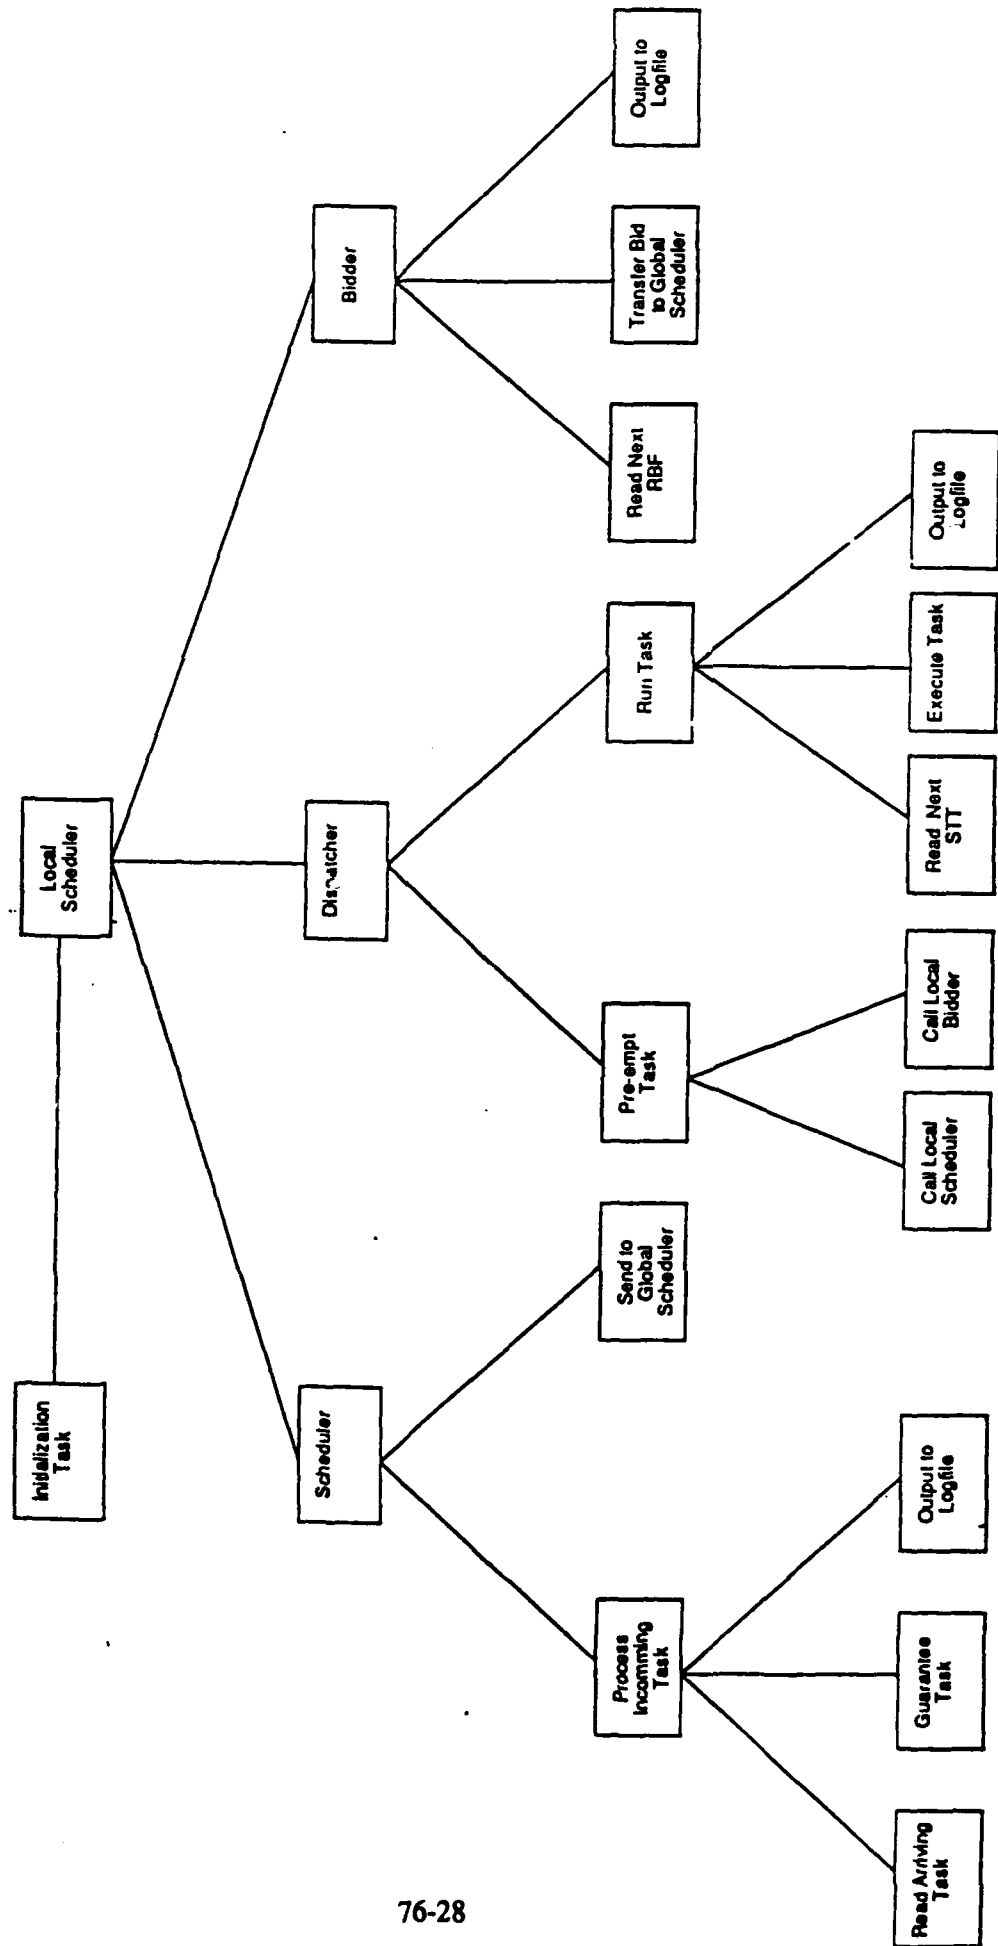 Initialization
Task
Local
Scheduler
Scheduler
Dispatcher
Bidder
Process
Incomming
Task
Send to
Global
Scheduler
Pre-empt
Task
Run Task
Read Next
RBF
Transfer Bid
to Global
Scheduler
Output to
Logfile
Read Arriving
Task
Guarantee
Task
Output to
Logfile
Call Local
Scheduler
Call Local
Bidder
Read Next
STT
Execute Task
Output to
Logfile
76-28